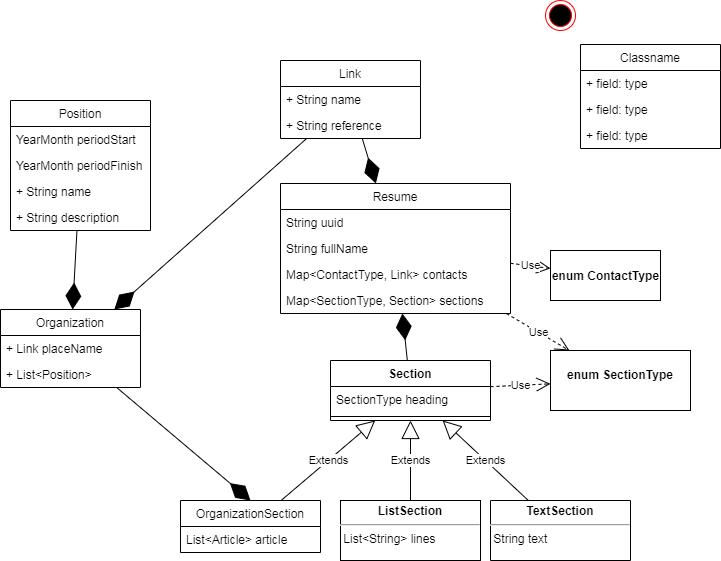 Classname
+ field: type
+ field: type
+ field: type
Link
+ String name
+ String reference
Position
YearMonth periodStart
YearMonth periodFinish
+ String name
+ String description
Resume
String uuid
String fullName
Map<ContactType, Link> contacts
Map<SectionType, Section> sections
Use
enum ContactType
Organization
+ Link placeName
+ List<Position>
Use
enum SectionType
Section
SectionType heading
Use
Extends
Extends
Extends
OrganizationSection
List<Article> article
ListSection
List<String> lines
TextSection
String text